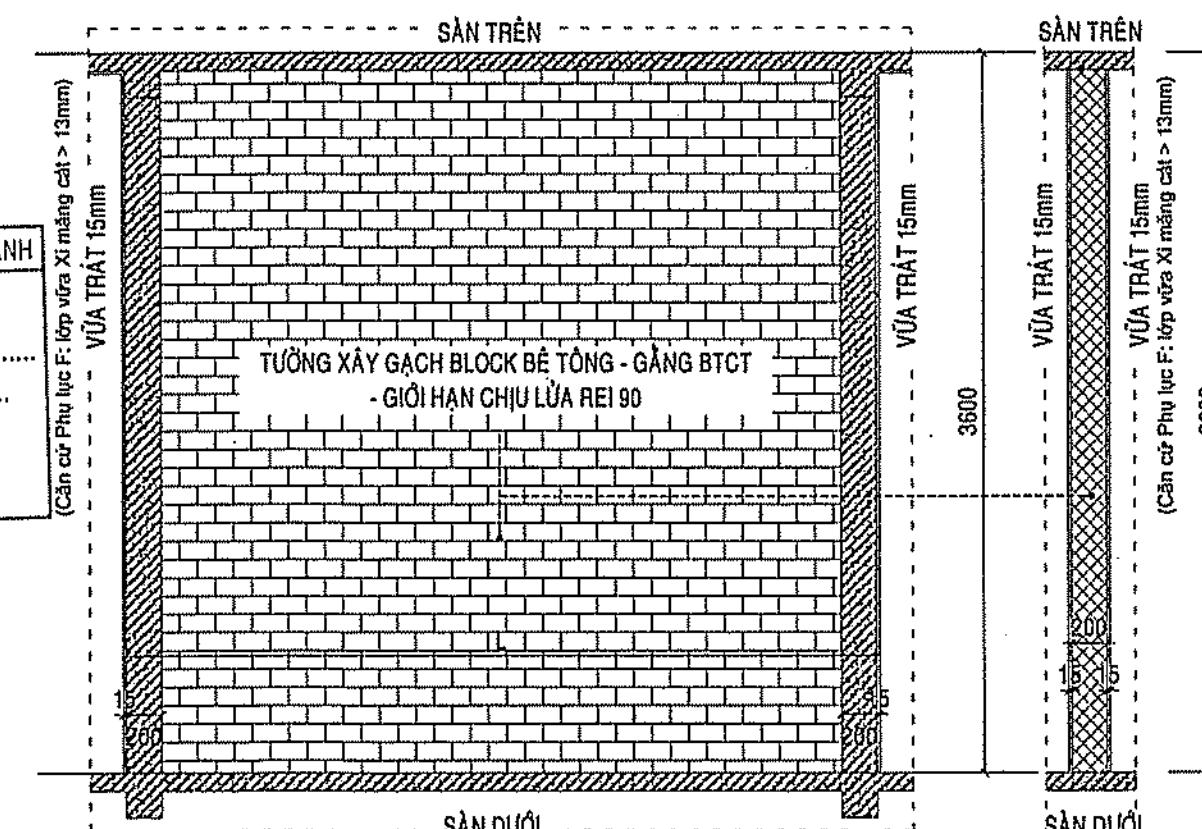 SÀN TRÊN
SÀN TRÊN
ANH
(Căn cứ Phụ lục F: lớp vữa Xi măng cát > 13mm)
VỮA TRÁT 15mm
TƯỜNG XÂY GẠCH BLOCK BÊ TÔNG - GẰNG BTCT
- GIỚI HẠN CHỊU LỬA REI 90
VỮA TRÁT 15mm
3600
VỮA TRÁT 15mm
VỮA TRÁT 15mm
(Căn cứ Phụ lục F: lớp vữa Xi măng cát > 13mm)
200
15
15
15
200
SÀN DƯỚI
SÀN DƯỚI